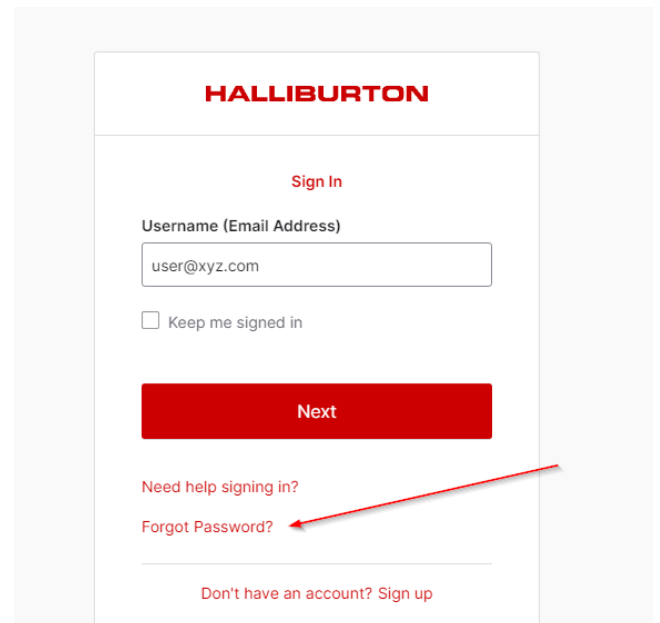 HALLIBURTON
Sign In
Username (Email Address)
user@xyz.com
Keep me signed in
Next
Need help signing in?
Forgot Password?
Don't have an account? Sign up